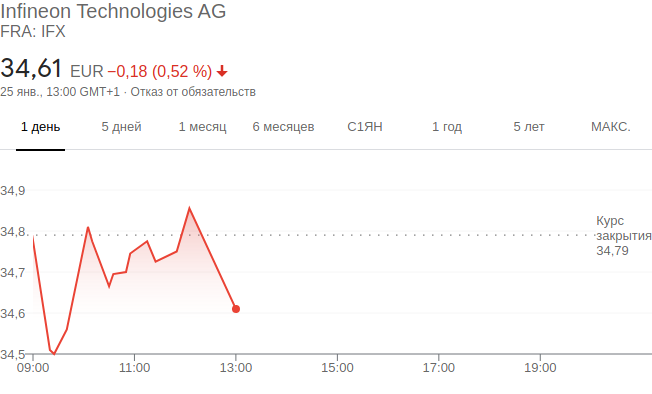 Infineon Technologies AG
FRA: IFX
34,61 EUR −0,18 (0,52 %)
25 янв., 13:00 GMT+1 · Отказ от обязательств
1 день 5 дней 1 месяц 6 месяцев С1ЯН 1 год 5 лет МАКС.
34,9
34,8
34,7
34,6
34,5
Курс
закрытия
34,79
09:00 11:00 13:00 15:00 17:00 19:00